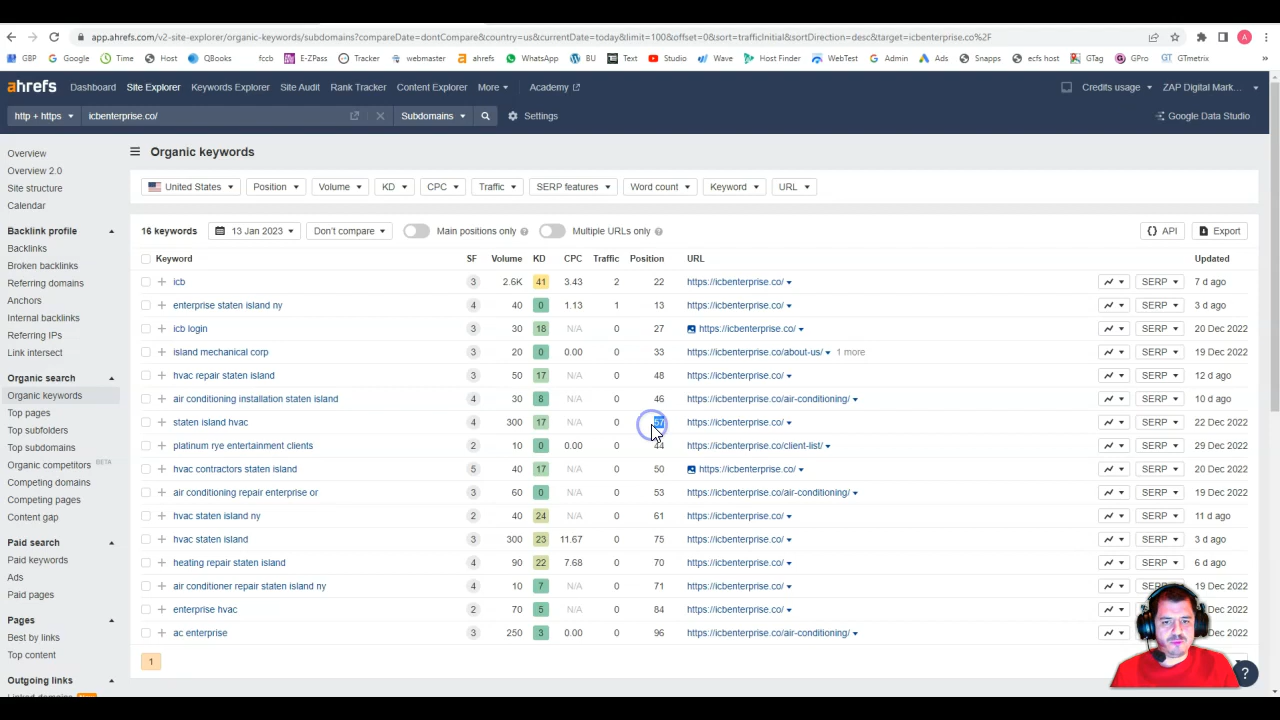 app.ahrefs.com/v2-site-explorer/organic-keywords/subdomains?compareDate=dontCompare&country=us&currentDate=today&limit=100&offset=0&sort=trafficInitial&sortDirection=desc&target=icbenterprise.co%2F
GBP Google Time Host QBooks fccb E-ZPass Tracker webmaster ahrefs WhatsApp BU Text Studio Wave Host Finder WebTest Admin Ads Snapps ecfs host GTag GPro GTmetrix
ahrefs Dashboard Site Explorer Keywords Explorer Site Audit Rank Tracker Content Explorer More Academy Credits usage ZAP Digital Mark...
http + https icbenterprise.co/ Subdomains Settings Google Data Studio
Overview
Overview 2.0
Site structure
Calendar
Backlink profile
Backlinks
Broken backlinks
Referring domains
Anchors
Internal backlinks
Referring IPs
Link intersect
Organic search
Organic keywords
Top pages
Top subfolders
Top subdomains
Organic competitors BETA
Competing domains
Competing pages
Content gap
Paid search
Paid keywords
Ads
Paid pages
Pages
Best by links
Top content
Outgoing links
Organic keywords
United States Position Volume KD CPC Traffic SERP features Word count Keyword URL
16 keywords 13 Jan 2023 Don't compare Main positions only Multiple URLs only API Export
Keyword SF Volume KD CPC Traffic Position URL Updated
icb 3 2.6K 41 3.43 2 22 https://icbenterprise.co/ SERP 7 d ago
enterprise staten island ny 4 40 0 1.13 1 13 https://icbenterprise.co/ SERP 3 d ago
icb login 3 30 18 N/A 0 27 https://icbenterprise.co/ SERP 20 Dec 2022
island mechanical corp 3 20 0 0.00 0 33 https://icbenterprise.co/about-us/ 1 more SERP 19 Dec 2022
hvac repair staten island 3 50 17 N/A 0 48 https://icbenterprise.co/ SERP 12 d ago
air conditioning installation staten island 4 30 8 N/A 0 46 https://icbenterprise.co/air-conditioning/ SERP 10 d ago
staten island hvac 4 300 17 N/A 0 https://icbenterprise.co/ SERP 22 Dec 2022
platinum rye entertainment clients 2 10 0 0.00 0 44 https://icbenterprise.co/client-list/ SERP 29 Dec 2022
hvac contractors staten island 5 40 17 N/A 0 50 https://icbenterprise.co/ SERP 20 Dec 2022
air conditioning repair enterprise or 3 60 0 N/A 0 53 https://icbenterprise.co/air-conditioning/ SERP 19 Dec 2022
hvac staten island ny 2 40 24 N/A 0 61 https://icbenterprise.co/ SERP 11 d ago
hvac staten island 3 300 23 11.67 0 75 https://icbenterprise.co/ SERP 3 d ago
heating repair staten island 4 90 22 7.68 0 70 https://icbenterprise.co/ SERP 6 d ago
air conditioner repair staten island ny 4 10 7 N/A 0 71 https://icbenterprise.co/ SERP 19 Dec 2022
enterprise hvac 2 70 5 N/A 0 84 https://icbenterprise.co/ Dec 2022
ac enterprise 3 250 3 0.00 0 96 https://icbenterprise.co/air-conditioning/ Dec 2022
1